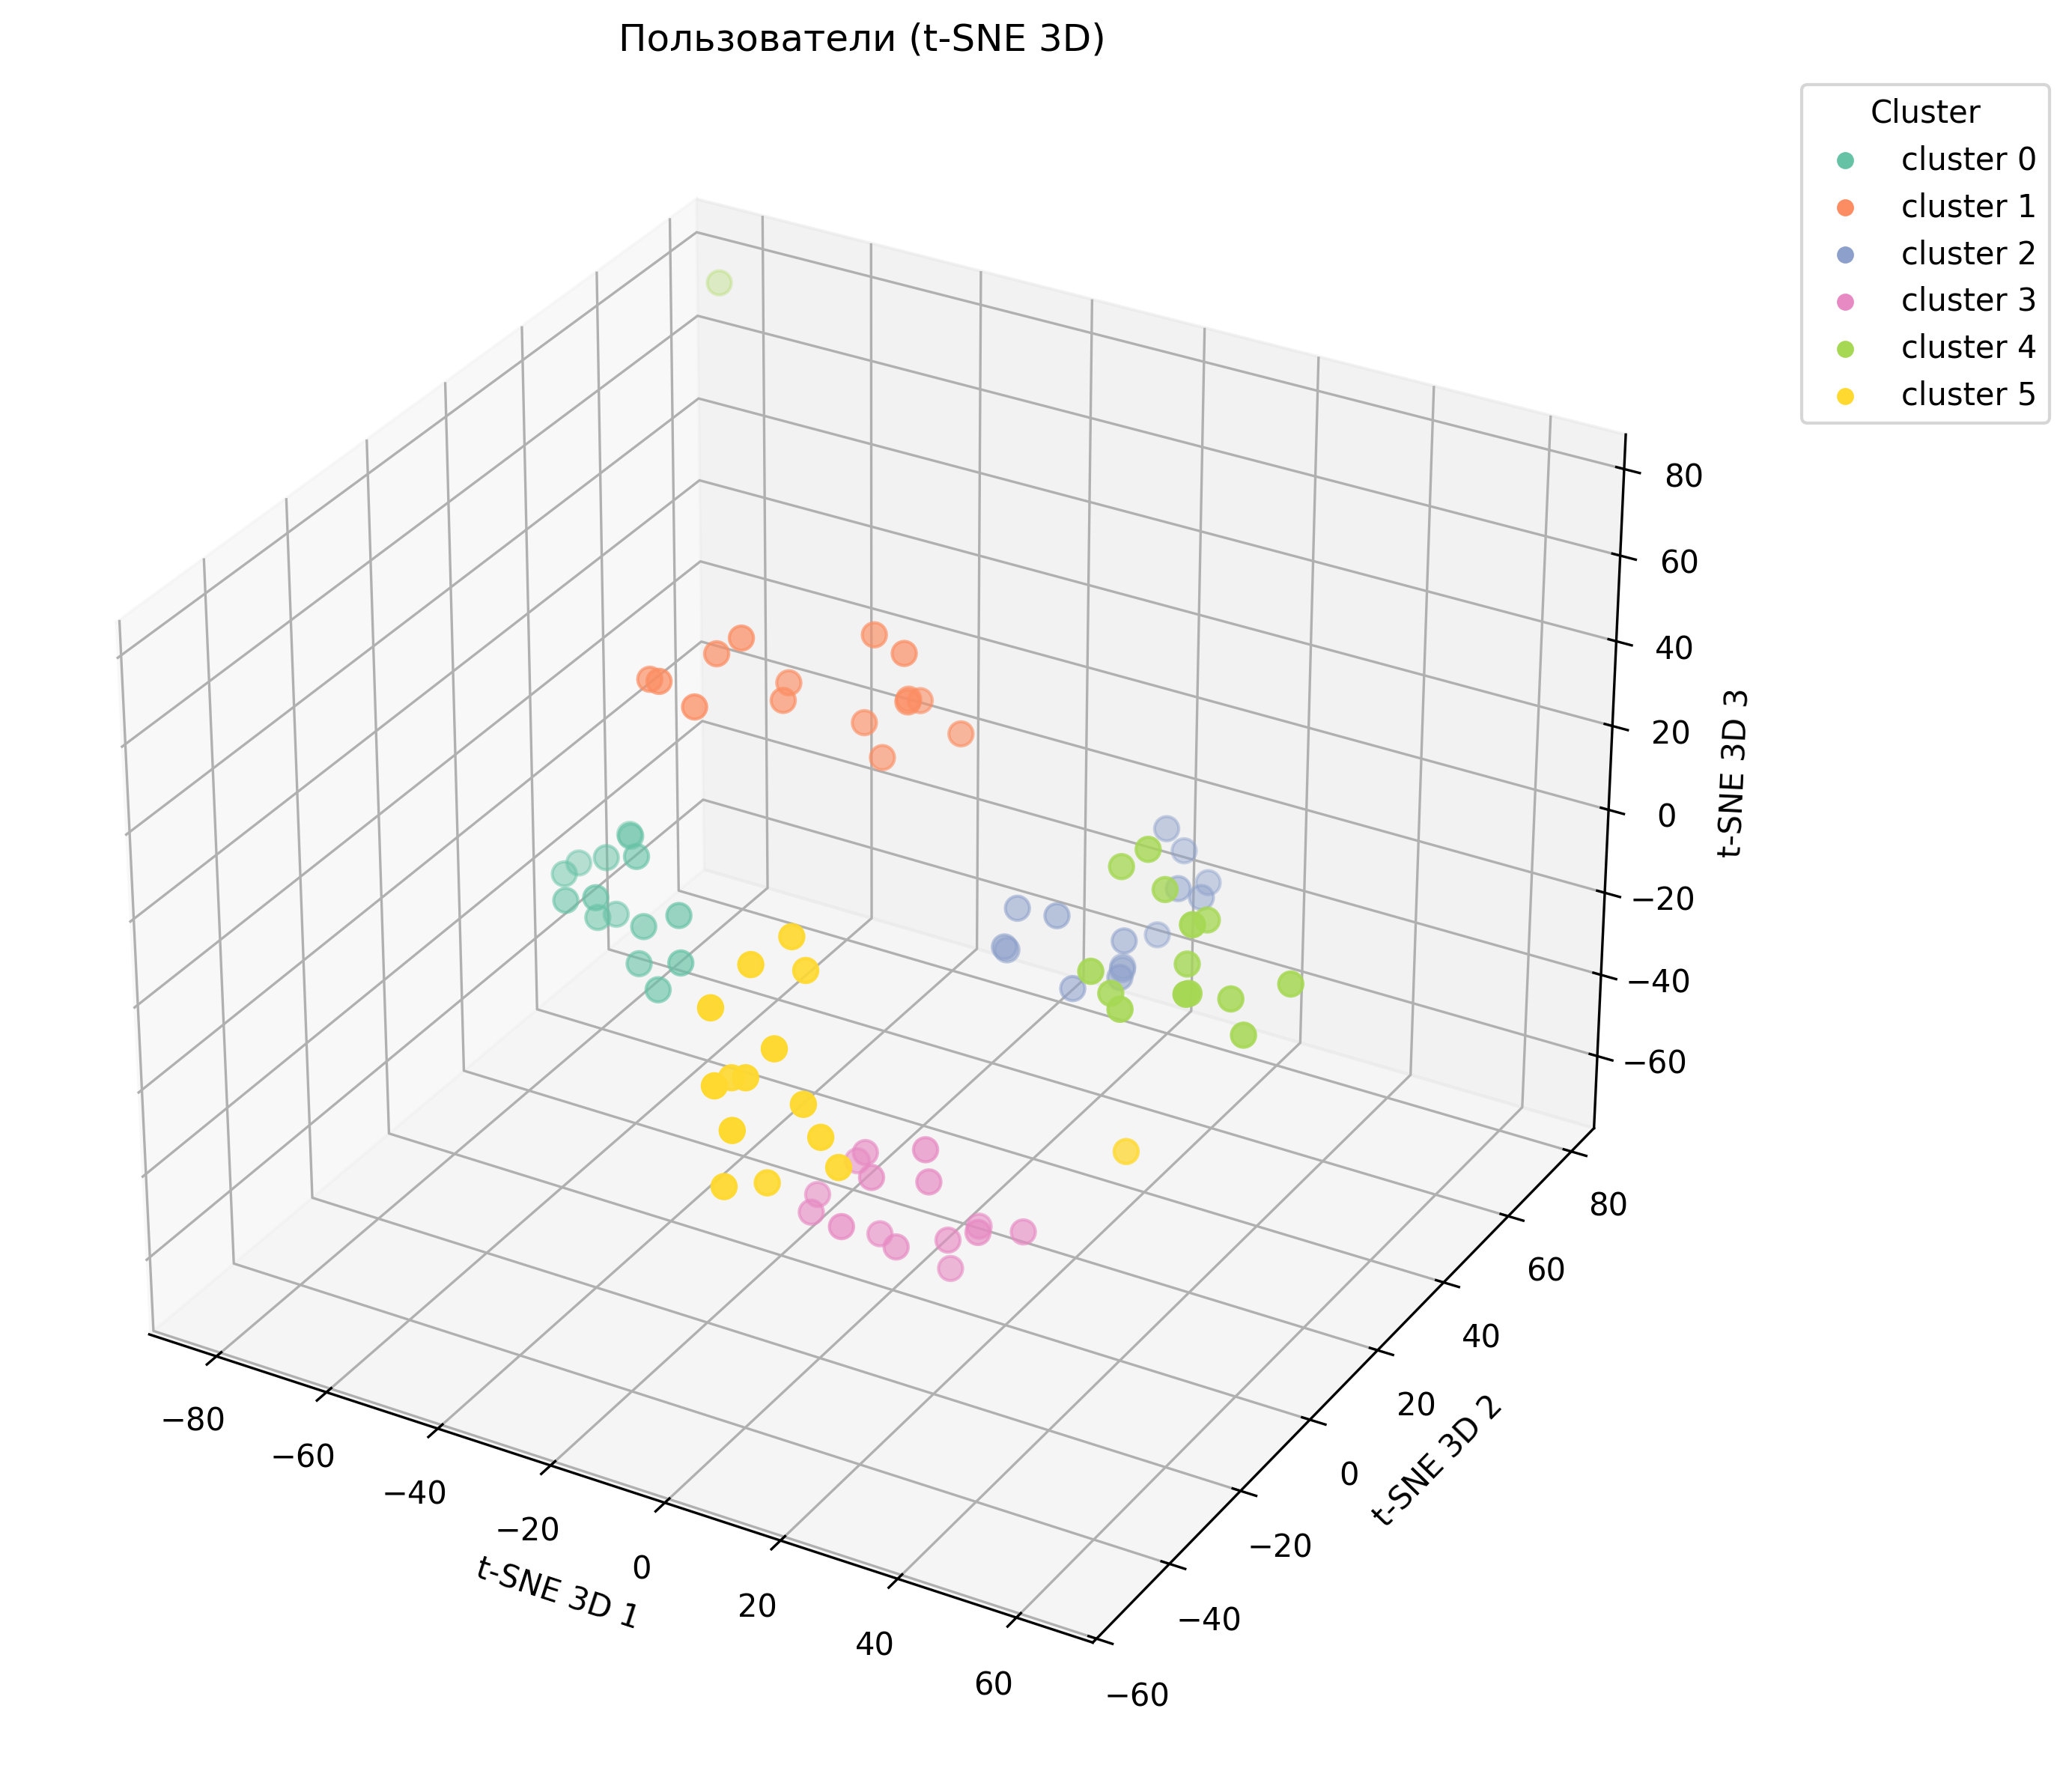 Пользователи (t-SNE 3D)
Cluster
cluster 0
cluster 1
cluster 2
cluster 3
cluster 4
cluster 5
80
60
40
20
0
−20
−40
−60
t-SNE 3D 3
−80
−60
−40
−20
0
20
40
60
t-SNE 3D 1
80
60
40
20
0
−20
−40
−60
t-SNE 3D 2